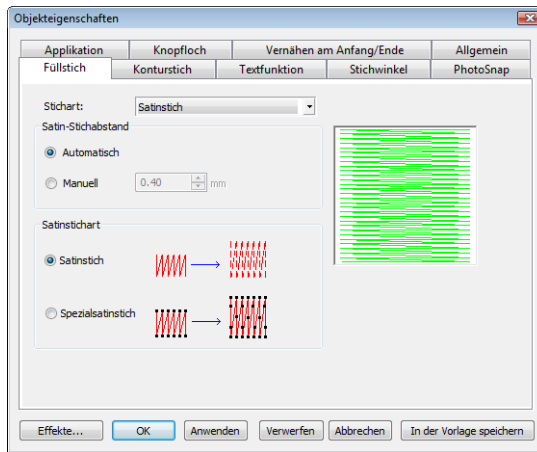 Objekteigenschaften
Applikation Knopfloch Vernähen am Anfang/Ende Allgemein
Füllstich Konturstich Textfunktion Stichwinkel PhotoSnap
Stichart: Satinstich
Satin-Stichabstand
Automatisch
Manuell 0.40 mm
Satinstichart
Satinstich
Spezialsatinstich
Effekte... OK Anwenden Verwerfen Abbrechen In der Vorlage speichern